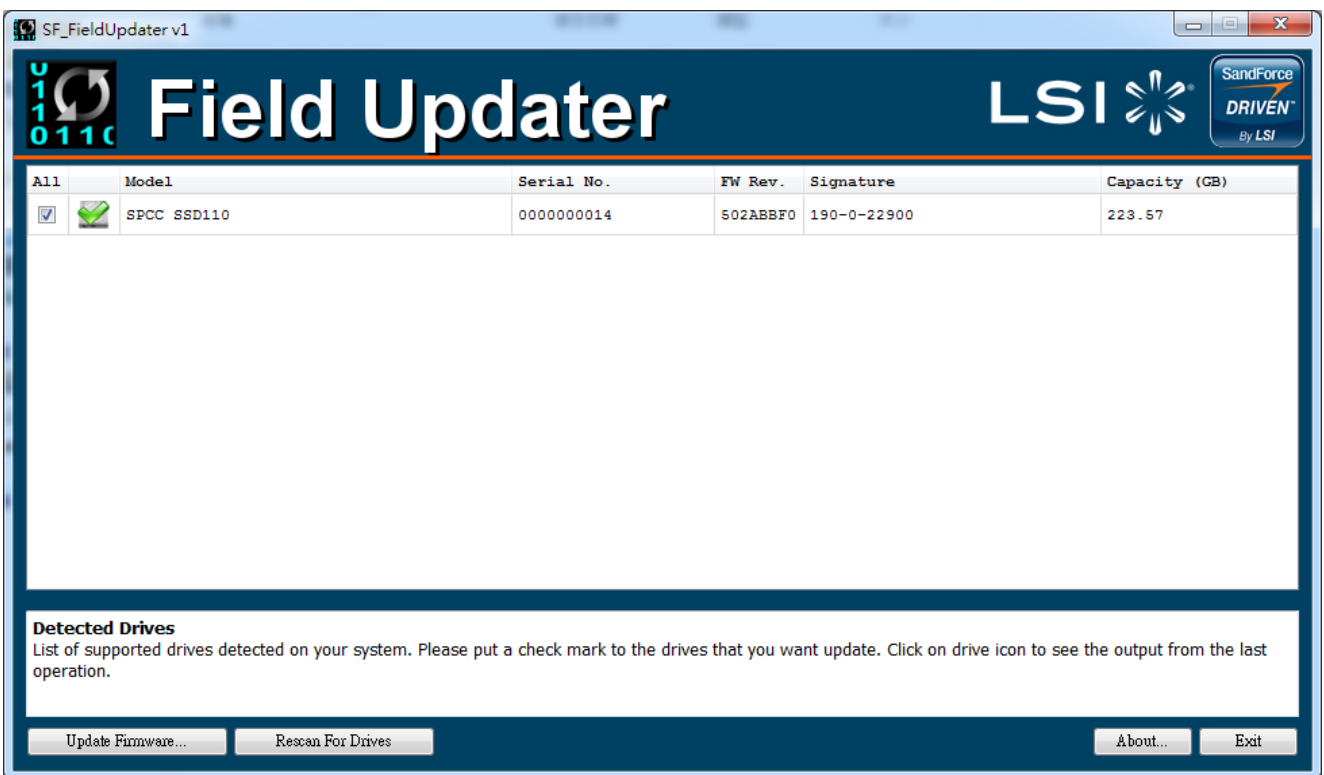 SF_FieldUpdater v1
Field Updater
LSI
SandForce
DRIVEN™
By LSI
All Model Serial No. FW Rev. Signature Capacity (GB)
SPCC SSD110 0000000014 502ABBF0 190-0-22900 223.57
Detected Drives
List of supported drives detected on your system. Please put a check mark to the drives that you want update. Click on drive icon to see the output from the last
operation.
Update Firmware... Rescan For Drives About... Exit